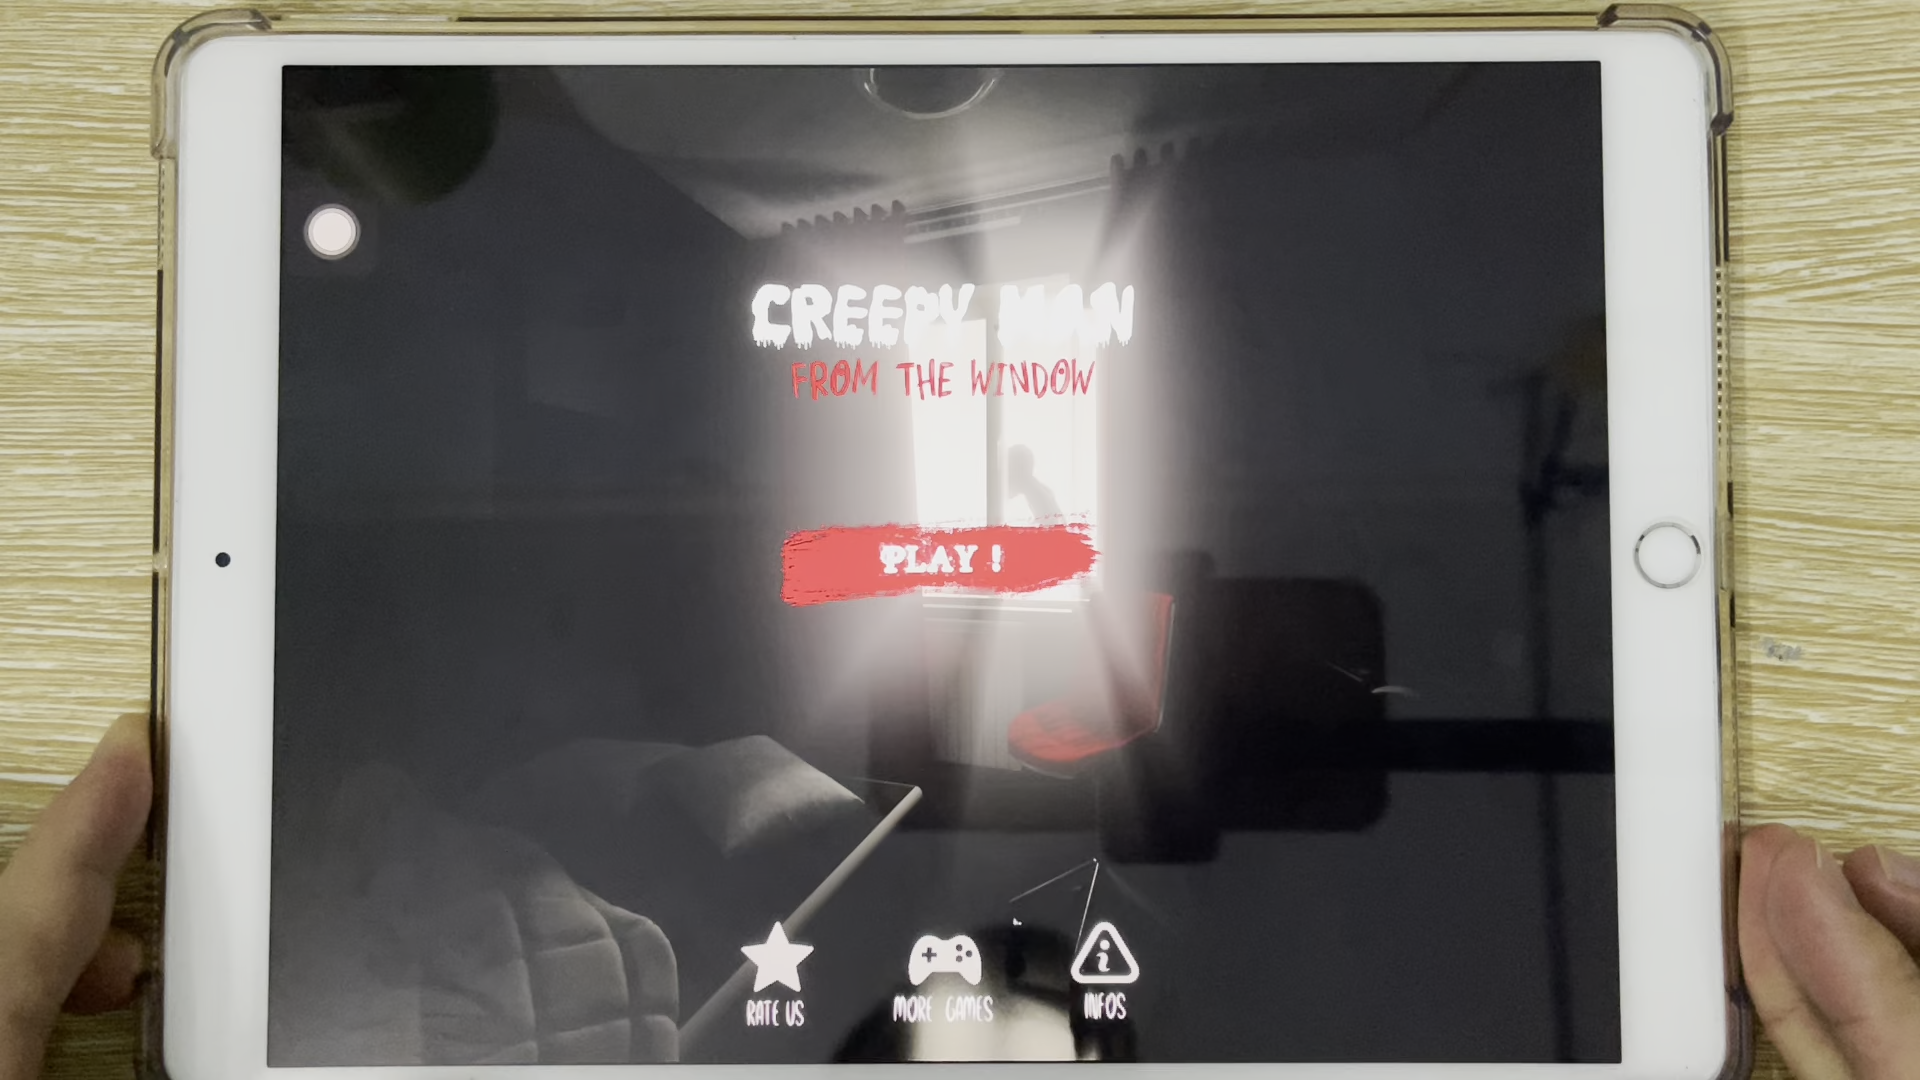 CREEPY MAN
FROM THE WINDOW
PLAY !
RATE US
MORE GAMES
INFOS